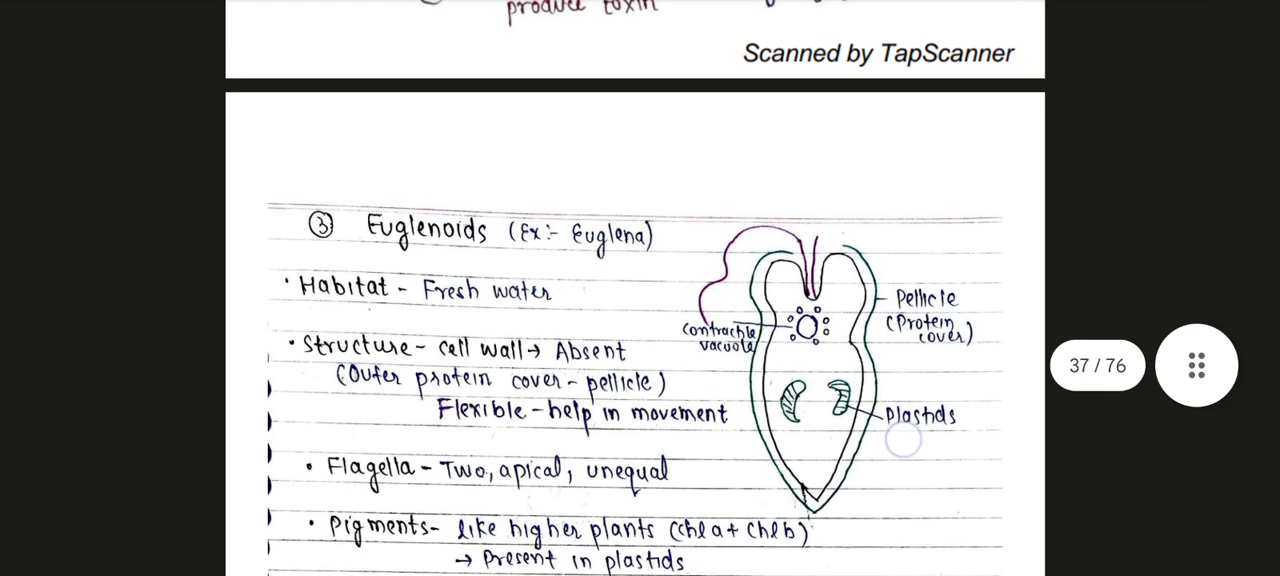 produce toxin
Scanned by TapScanner
③ Euglenoids (Ex:- Euglena)
• Habitat - Fresh water
• Structure - cell wall → Absent
(Outer protein cover - pellicle)
Flexible - help in movement
• Flagella - Two, apical, unequal
• Pigments - like higher plants (chl a + chl b)
→ Present in plastids
contractile
vacuole
Pellicle
(Protein
cover)
Plastids
37 / 76